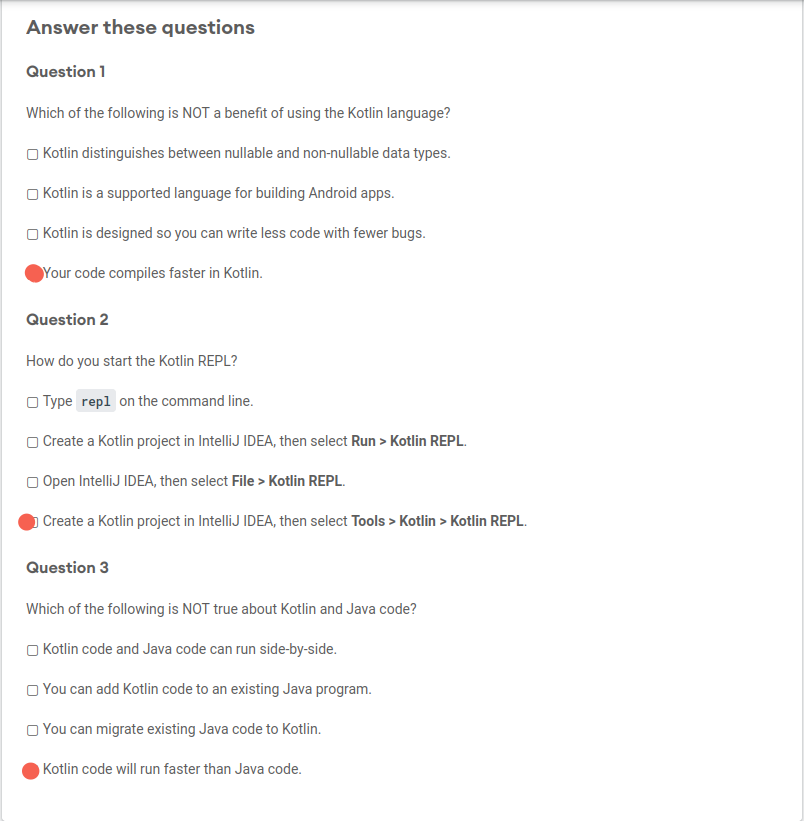 Answer these questions
Question 1
Which of the following is NOT a benefit of using the Kotlin language?
Kotlin distinguishes between nullable and non-nullable data types.
Kotlin is a supported language for building Android apps.
Kotlin is designed so you can write less code with fewer bugs.
Your code compiles faster in Kotlin.
Question 2
How do you start the Kotlin REPL?
Type repl on the command line.
Create a Kotlin project in IntelliJ IDEA, then select Run > Kotlin REPL.
Open IntelliJ IDEA, then select File > Kotlin REPL.
Create a Kotlin project in IntelliJ IDEA, then select Tools > Kotlin > Kotlin REPL.
Question 3
Which of the following is NOT true about Kotlin and Java code?
Kotlin code and Java code can run side-by-side.
You can add Kotlin code to an existing Java program.
You can migrate existing Java code to Kotlin.
Kotlin code will run faster than Java code.